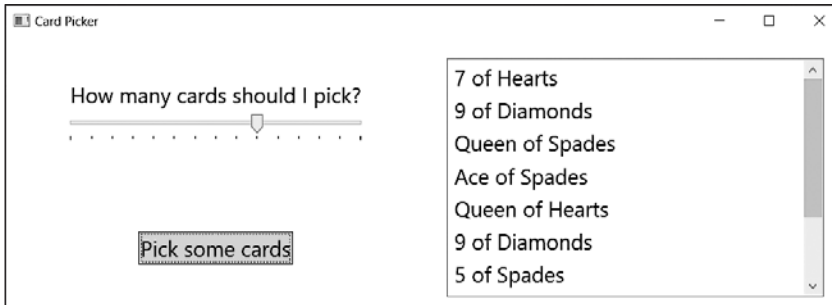 Card Picker
How many cards should I pick?
Pick some cards
7 of Hearts
9 of Diamonds
Queen of Spades
Ace of Spades
Queen of Hearts
9 of Diamonds
5 of Spades